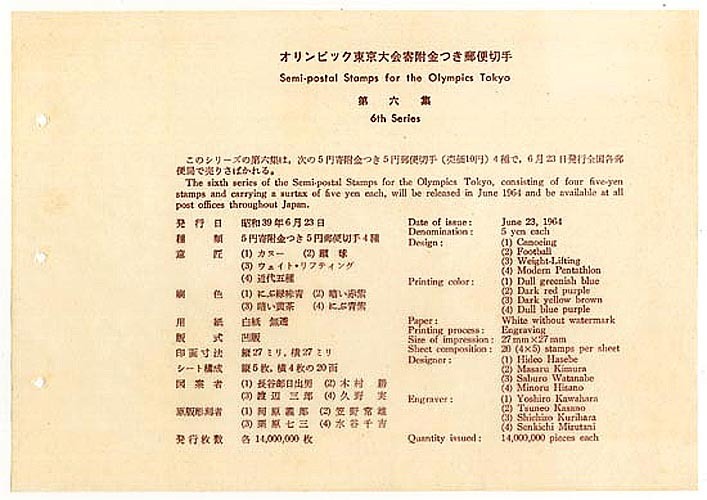 オリンピック東京大会寄附金つき郵便切手
Semi-postal Stamps for the Olympics Tokyo
第六集
6th Series
このシリーズの第六集は，次の5円寄附金つき5円郵便切手（売価10円）4種で，6月23日発行全国各郵
便局で売りさばかれる。
The sixth series of the Semi-postal Stamps for the Olympics Tokyo, consisting of four five-yen
stamps and carrying a surtax of five yen each, will be released in June 1964 and be available at all
post offices throughout Japan.
発行日 昭和39年6月23日
種類 5円寄附金つき5円郵便切手4種
意匠 (1) カヌー (2) 蹴球
(3) ウェイト・リフティング
(4) 近代五種
刷色 (1) にぶ緑味青 (2) 暗い赤紫
(3) 暗い黄茶 (4) にぶ青紫
用紙 白紙 無透
版式 凹版
印面寸法 縦27ミリ，横27ミリ
シート構成 縦5枚，横4枚の20面
図案者 (1) 長谷部日出男 (2) 木村勝
(3) 渡辺三郎 (4) 久野実
原版彫刻者 (1) 押原義郎 (2) 笠野常雄
(3) 栗原七三 (4) 水谷千吉
発行枚数 各14,000,000枚
Date of issue: June 23, 1964
Denomination: 5 yen each
Design: (1) Canoeing
(2) Football
(3) Weight-Lifting
(4) Modern Pentathlon
Printing color: (1) Dull greenish blue
(2) Dark red purple
(3) Dark yellow brown
(4) Dull blue purple
Paper: White without watermark
Printing process: Engraving
Size of impression: 27mm×27mm
Sheet composition: 20 (4×5) stamps per sheet
Designer: (1) Hideo Hasebe
(2) Masaru Kimura
(3) Saburo Watanabe
(4) Minoru Hisano
Engraver: (1) Yoshiro Kawahara
(2) Tsuneo Kasano
(3) Shichizo Kurihara
(4) Senkichi Mizutani
Quantity issued: 14,000,000 pieces each